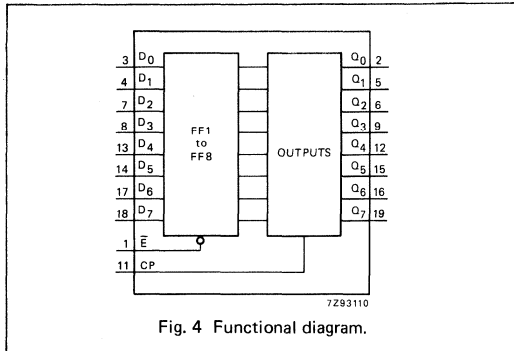 3 D0 Q0 2
4 D1 Q1 5
7 D2 Q2 6
8 D3 Q3 9
FF1
to
FF8
OUTPUTS
13 D4 Q4 12
14 D5 Q5 15
17 D6 Q6 16
18 D7 Q7 19
1 E̅
11 CP
7Z93110
Fig. 4 Functional diagram.